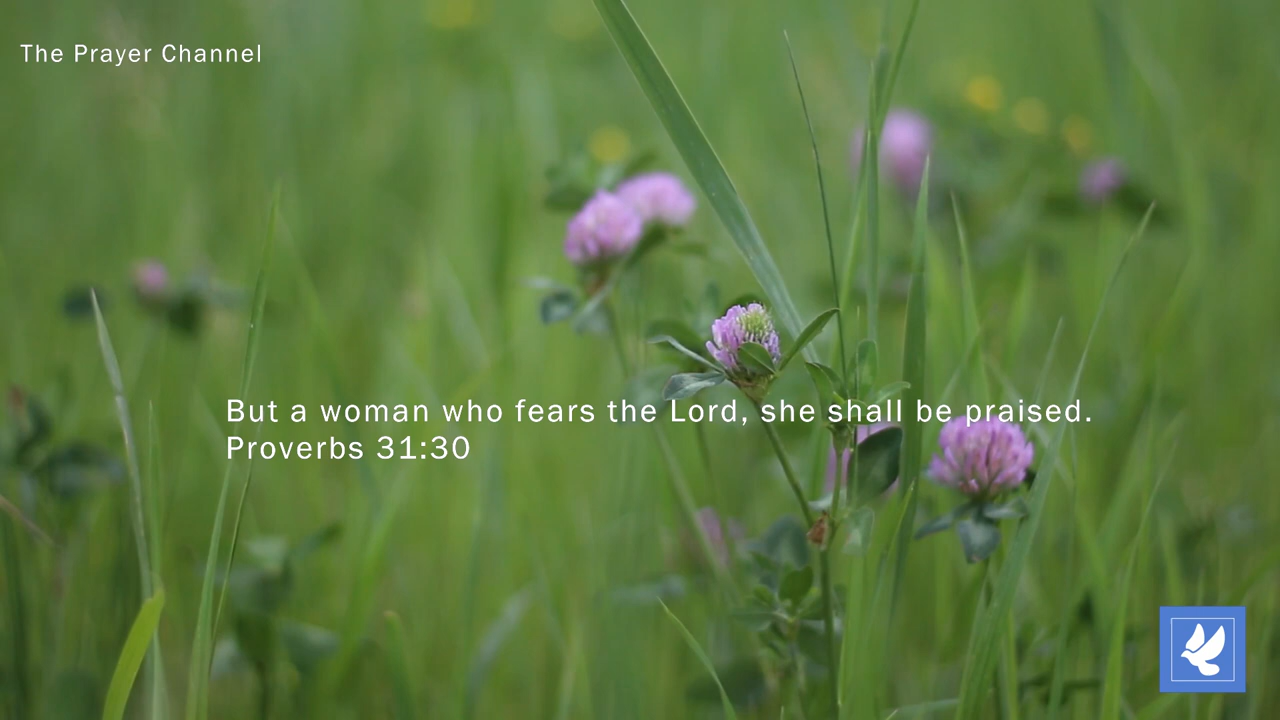 The Prayer Channel
But a woman who fears the Lord, she shall be praised.
Proverbs 31:30